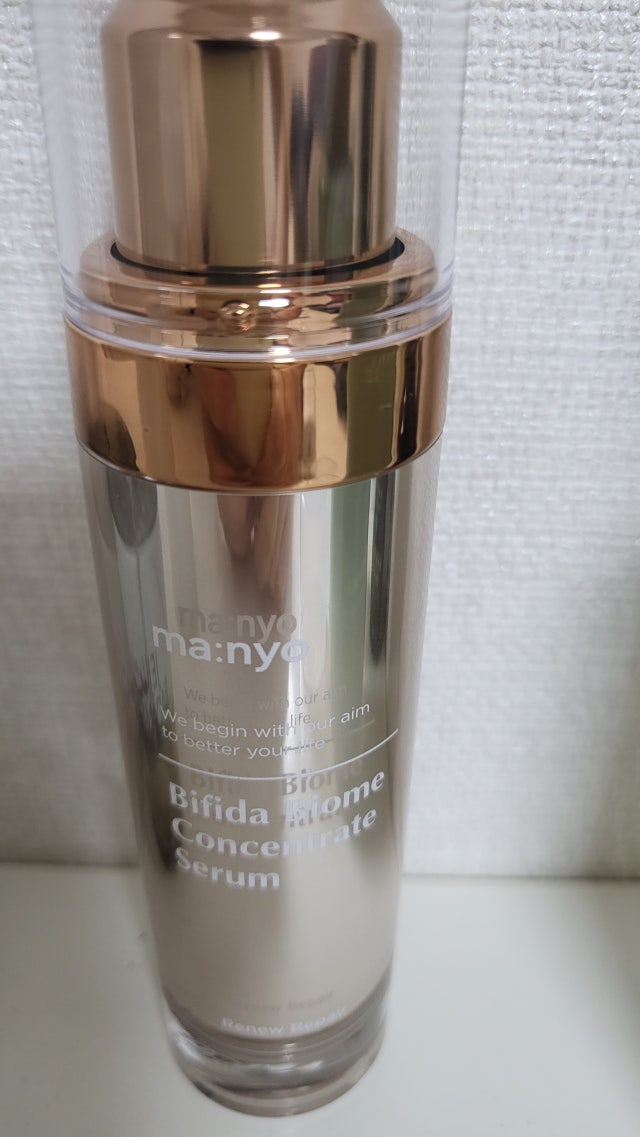 ma:nyo
We begin with our aim
to better your life
Bifida Biome
Concentrate
Serum
Renew Repair